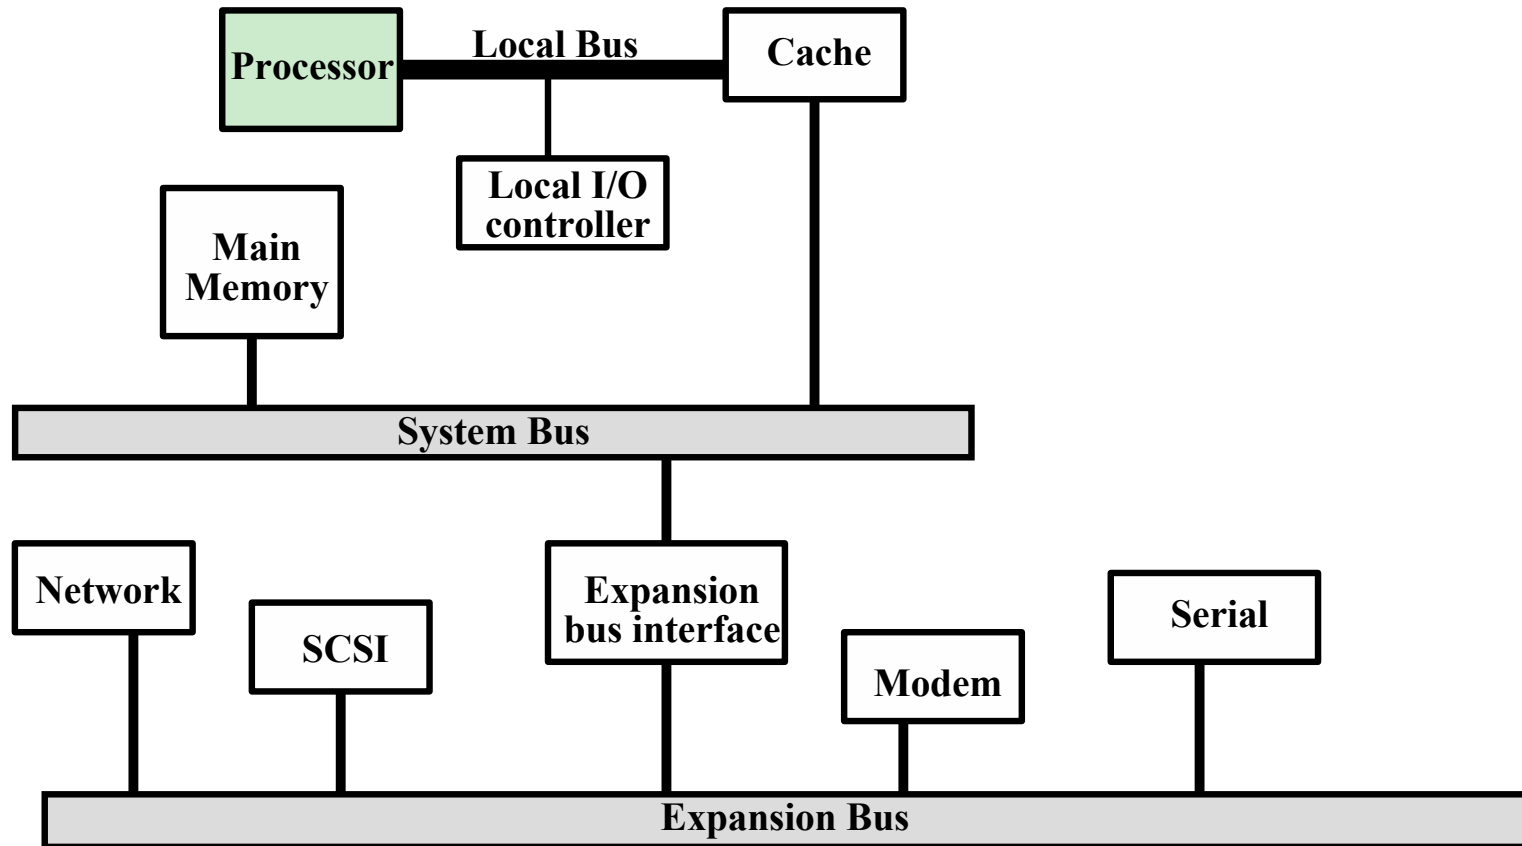 Local Bus
Cache
Processor
Local I/O
controller
Main
Memory
System Bus
Network
Expansion
bus interface
Serial
SCSI
Modem
Expansion Bus